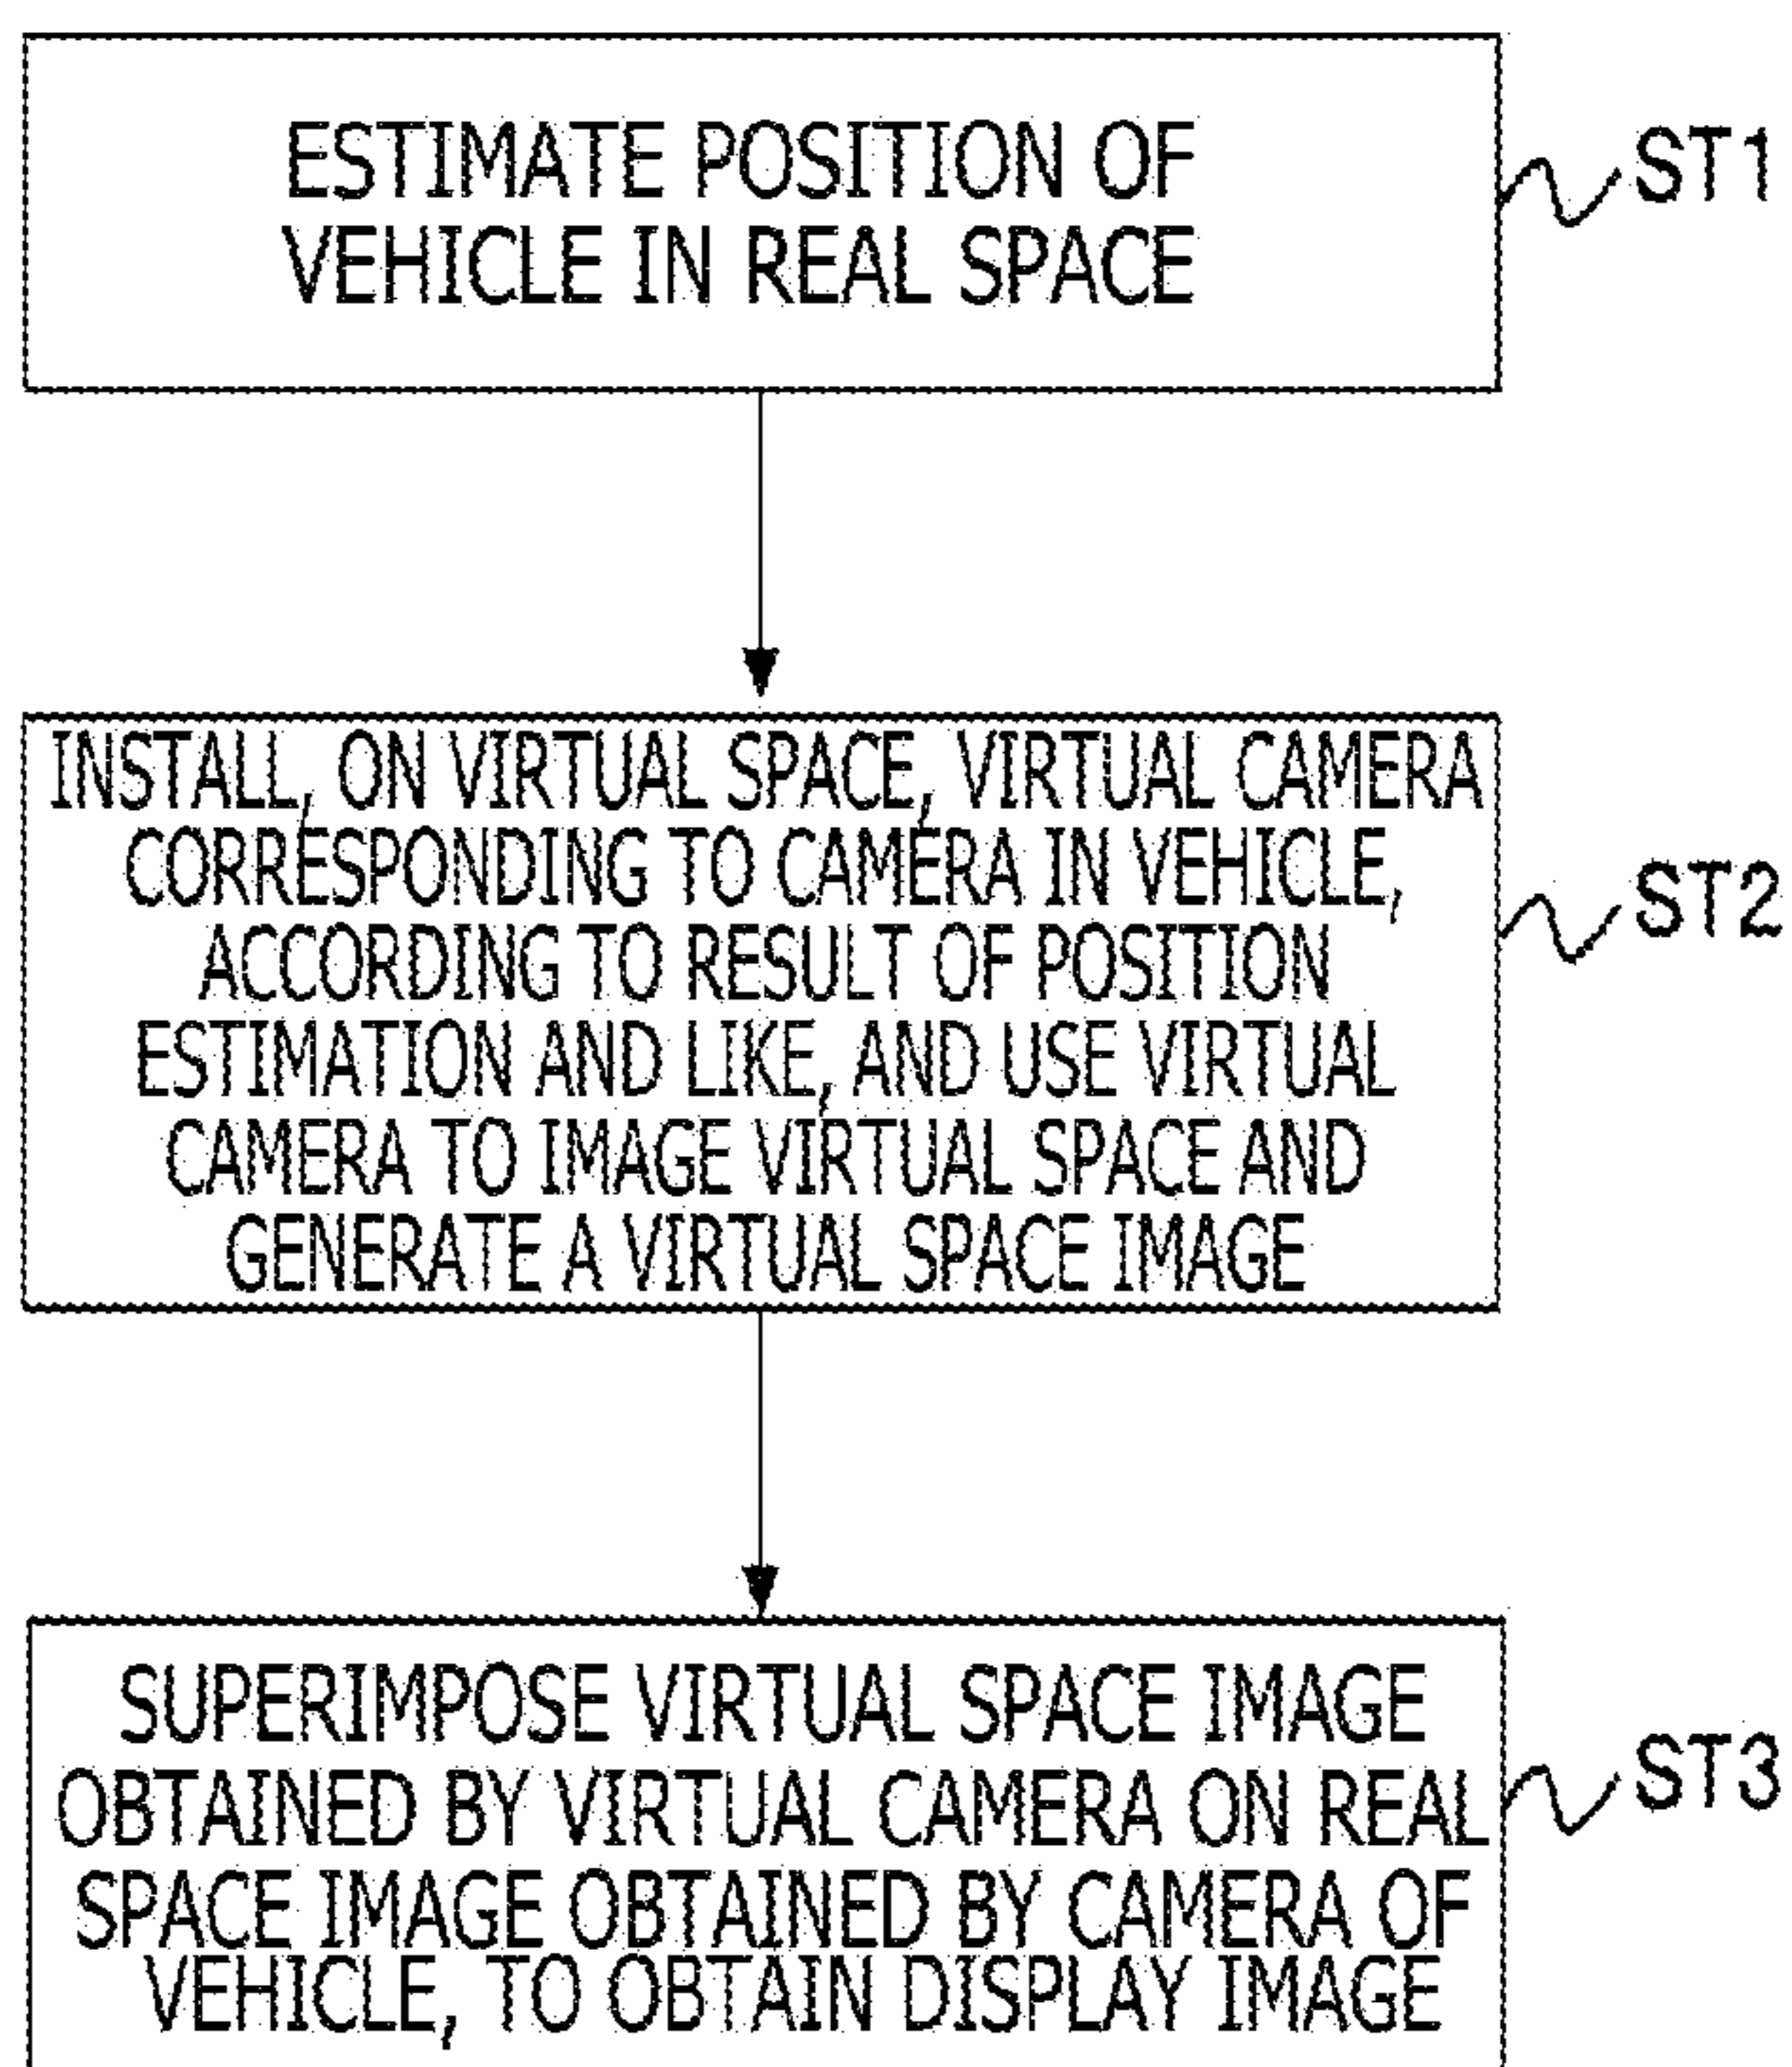 ESTIMATE POSITION OF
VEHICLE IN REAL SPACE
ST1
INSTALL, ON VIRTUAL SPACE, VIRTUAL CAMERA
CORRESPONDING TO CAMERA IN VEHICLE,
ACCORDING TO RESULT OF POSITION
ESTIMATION AND LIKE, AND USE VIRTUAL
CAMERA TO IMAGE VIRTUAL SPACE AND
GENERATE A VIRTUAL SPACE IMAGE
ST2
SUPERIMPOSE VIRTUAL SPACE IMAGE
OBTAINED BY VIRTUAL CAMERA ON REAL
SPACE IMAGE OBTAINED BY CAMERA OF
VEHICLE, TO OBTAIN DISPLAY IMAGE
ST3